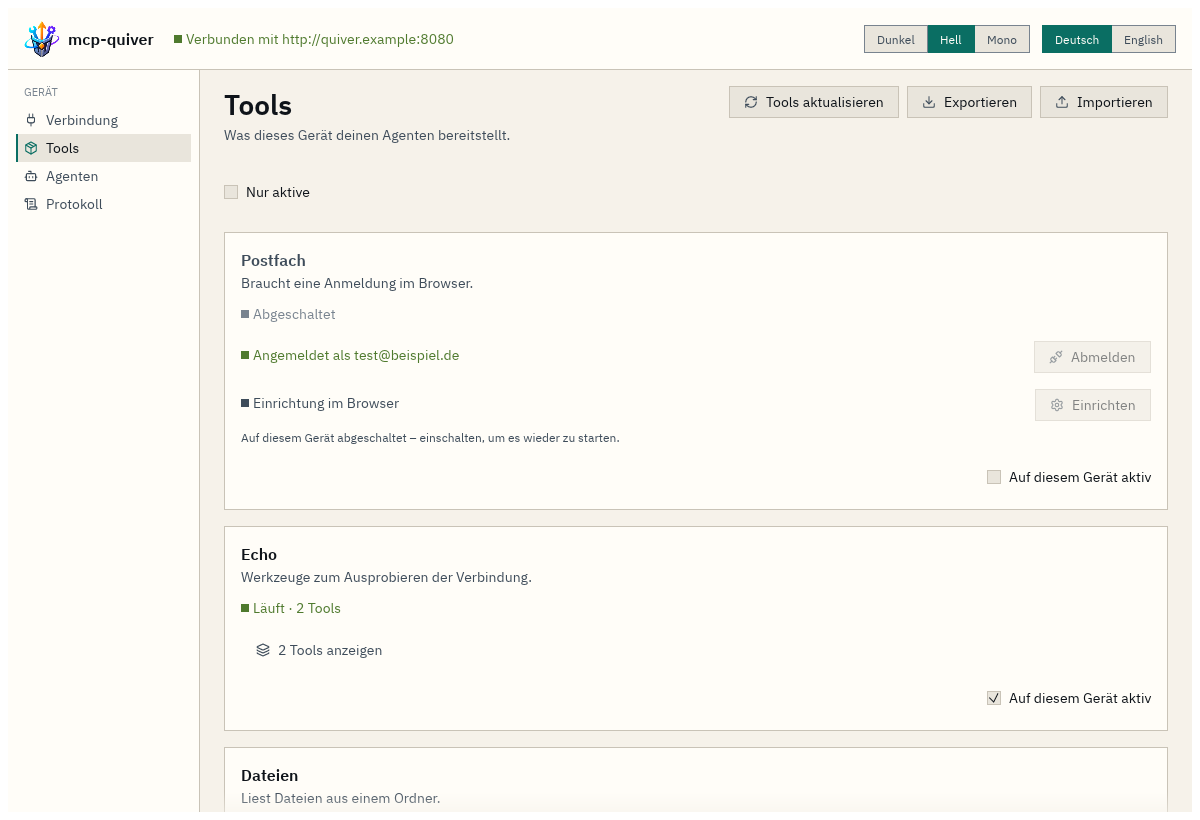 mcp-quiver
Verbunden mit http://quiver.example:8080
Dunkel
Hell
Mono
Deutsch
English
GERÄT
Verbindung
Tools
Agenten
Protokoll
Tools
Was dieses Gerät deinen Agenten bereitstellt.
Tools aktualisieren
Exportieren
Importieren
Nur aktive
Postfach
Braucht eine Anmeldung im Browser.
Abgeschaltet
Angemeldet als test@beispiel.de
Abmelden
Einrichtung im Browser
Einrichten
Auf diesem Gerät abgeschaltet – einschalten, um es wieder zu starten.
Auf diesem Gerät aktiv
Echo
Werkzeuge zum Ausprobieren der Verbindung.
Läuft · 2 Tools
2 Tools anzeigen
Auf diesem Gerät aktiv
Dateien
Liest Dateien aus einem Ordner.